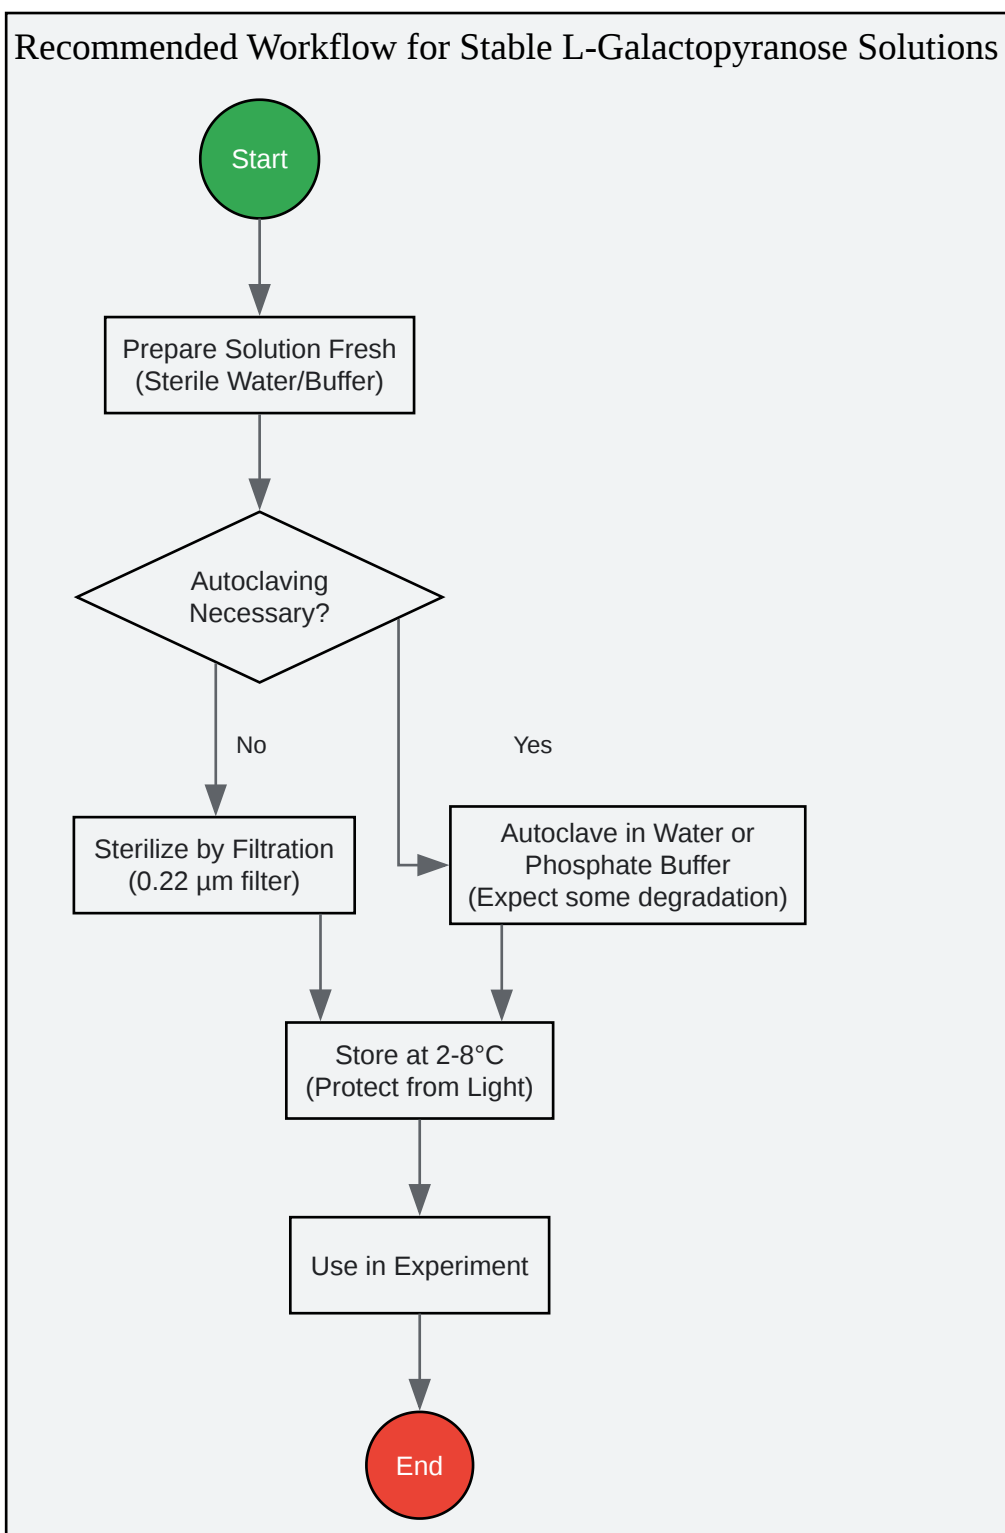 Recommended Workflow for Stable L-Galactopyranose Solutions
Start
Prepare Solution Fresh
(Sterile Water/Buffer)
Autoclaving
Necessary?
No
Yes
Sterilize by Filtration
(0.22 µm filter)
Autoclave in Water or
Phosphate Buffer
(Expect some degradation)
Store at 2-8°C
(Protect from Light)
Use in Experiment
End